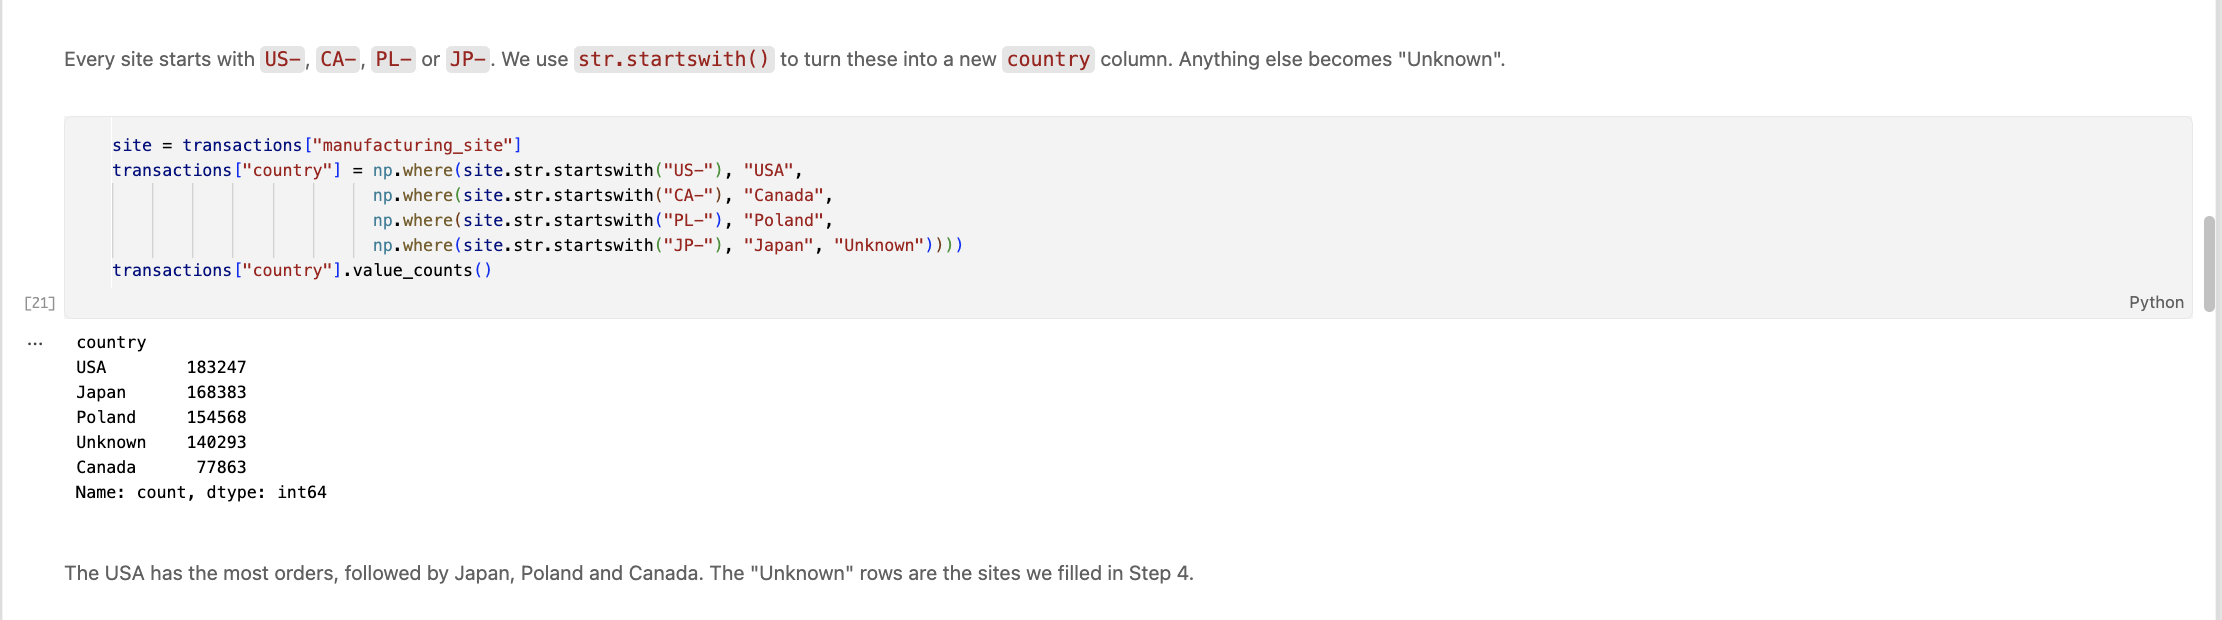 Every site starts with US-, CA-, PL- or JP-. We use str.startswith() to turn these into a new country column. Anything else becomes "Unknown".
site = transactions["manufacturing_site"]
transactions["country"] = np.where(site.str.startswith("US-"), "USA",
np.where(site.str.startswith("CA-"), "Canada",
np.where(site.str.startswith("PL-"), "Poland",
np.where(site.str.startswith("JP-"), "Japan", "Unknown"))))
transactions["country"].value_counts()
[21]
Python
...
country
USA 183247
Japan 168383
Poland 154568
Unknown 140293
Canada 77863
Name: count, dtype: int64
The USA has the most orders, followed by Japan, Poland and Canada. The "Unknown" rows are the sites we filled in Step 4.